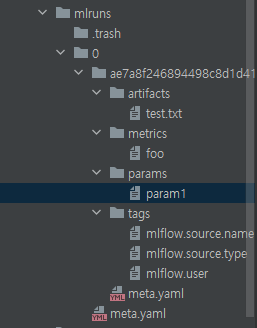 mlruns
.trash
0
ae7a8f246894498c8d1d41
artifacts
test.txt
metrics
foo
params
param1
tags
mlflow.source.name
mlflow.source.type
mlflow.user
YML meta.yaml
YML meta.yaml